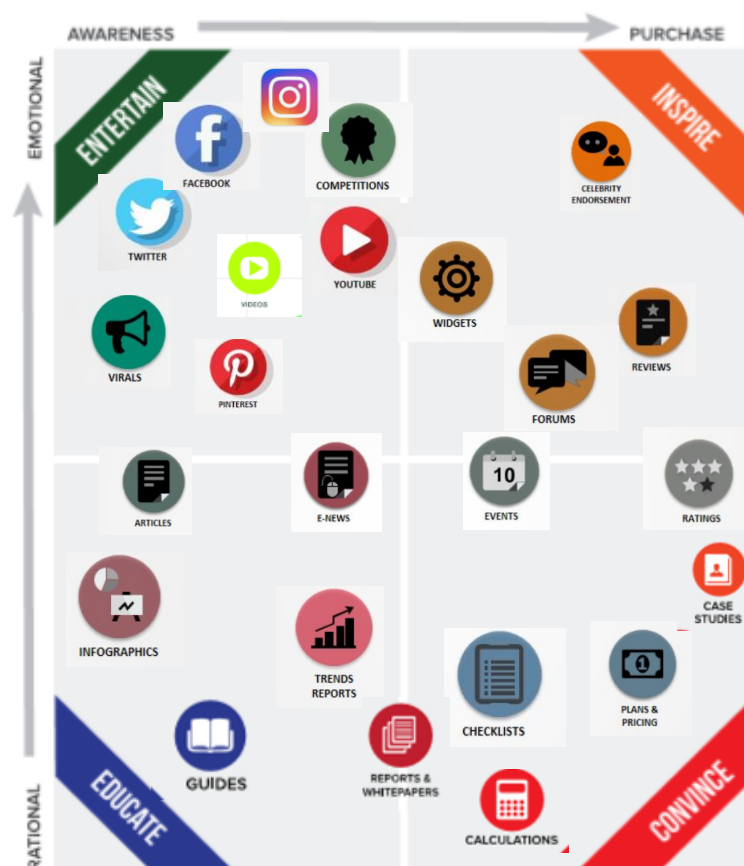 AWARENESS
PURCHASE
EMOTIONAL
ENTERTAIN
INSPIRE
FACEBOOK
COMPETITIONS
CELEBRITY
ENDORSEMENT
TWITTER
YOUTUBE
VIDEOS
WIDGETS
VIRALS
PINTEREST
REVIEWS
FORUMS
10
ARTICLES
E-NEWS
EVENTS
RATINGS
CASE
STUDIES
INFOGRAPHICS
TRENDS
REPORTS
1
CHECKLISTS
PLANS &
PRICING
GUIDES
REPORTS &
WHITEPAPERS
CALCULATIONS
RATIONAL
EDUCATE
CONVINCE